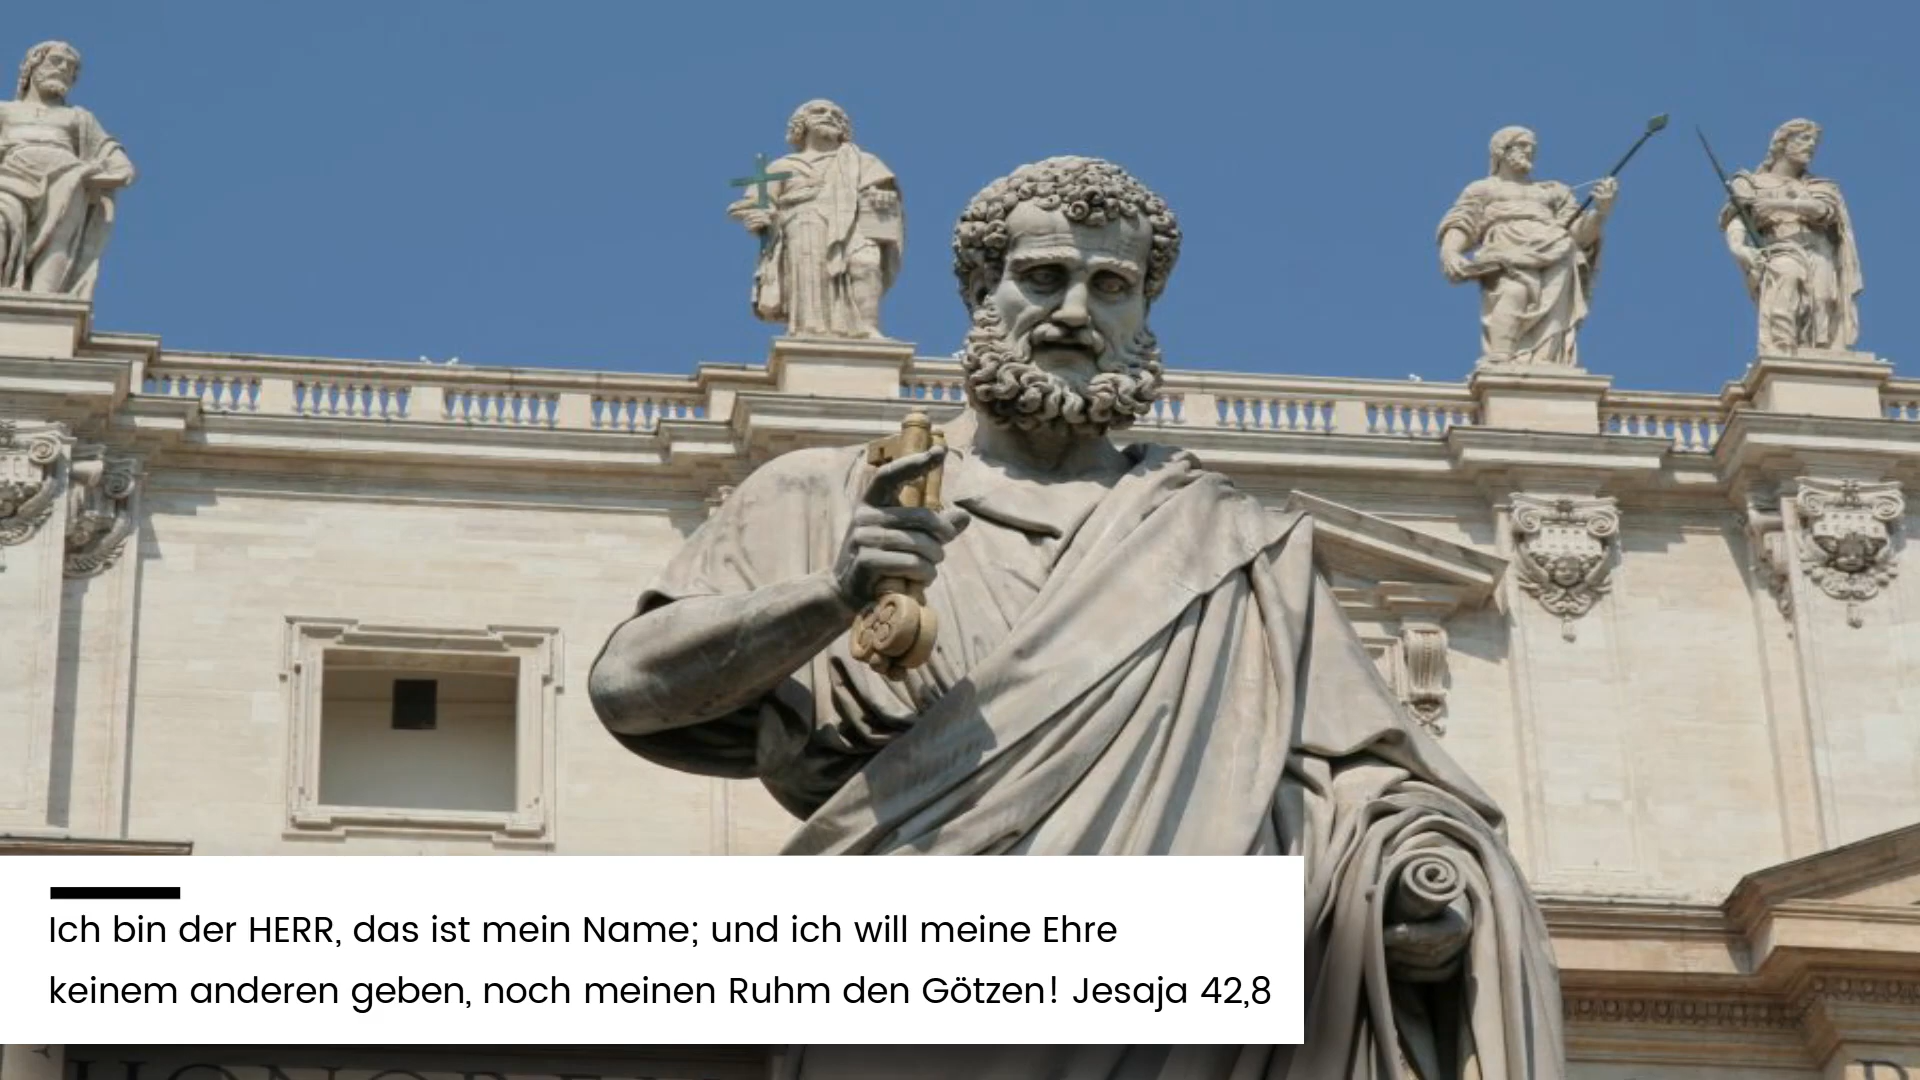 Ich bin der HERR, das ist mein Name; und ich will meine Ehre
keinem anderen geben, noch meinen Ruhm den Götzen! Jesaja 42,8